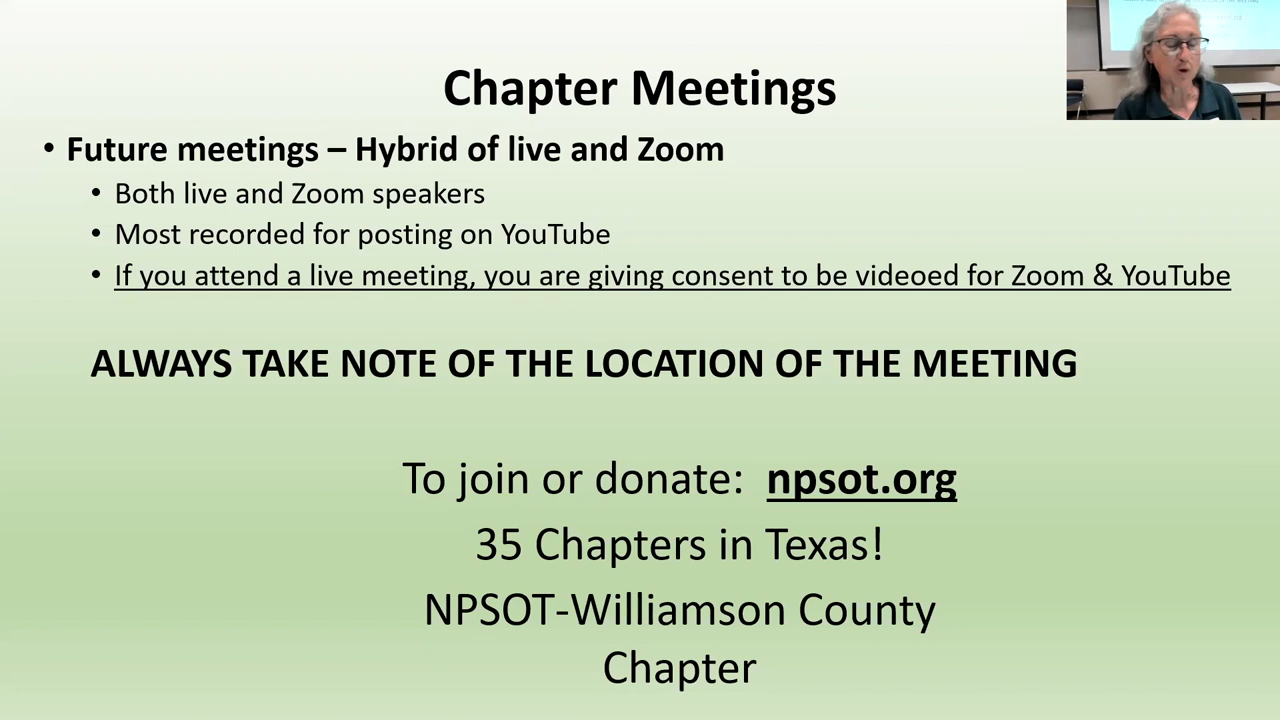 Chapter Meetings
• Future meetings – Hybrid of live and Zoom
• Both live and Zoom speakers
• Most recorded for posting on YouTube
• If you attend a live meeting, you are giving consent to be videoed for Zoom & YouTube
ALWAYS TAKE NOTE OF THE LOCATION OF THE MEETING
To join or donate: npsot.org
35 Chapters in Texas!
NPSOT-Williamson County
Chapter